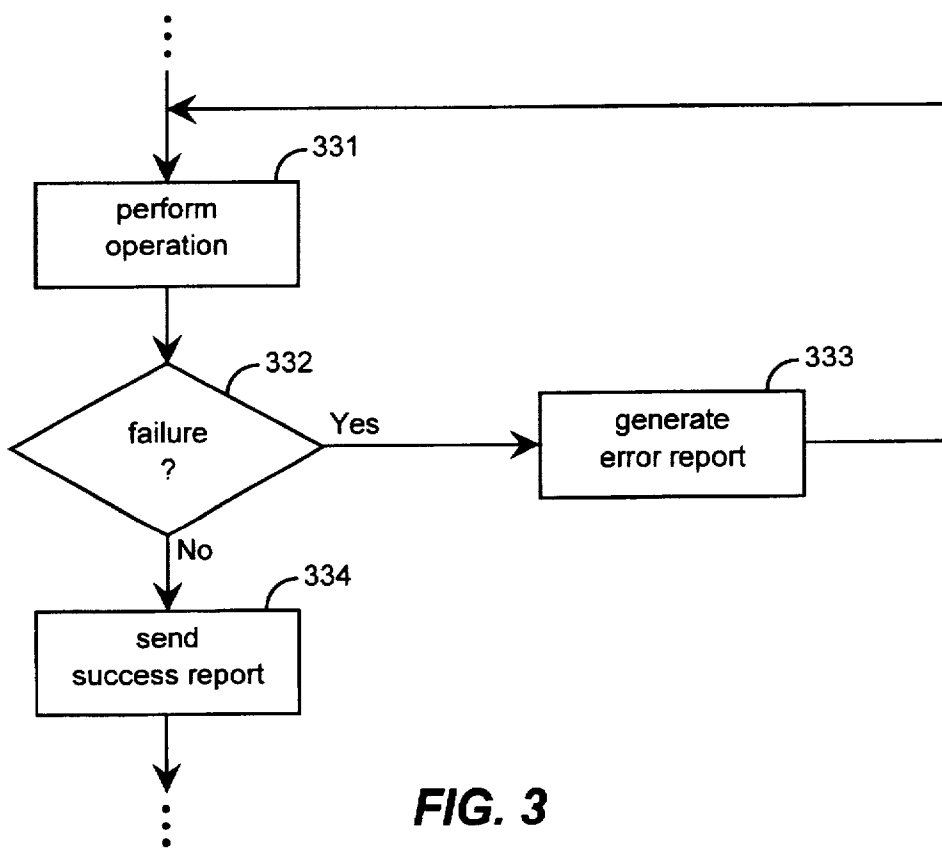 331
perform
operation
332
failure
?
Yes
333
generate
error report
No
334
send
success report
FIG. 3